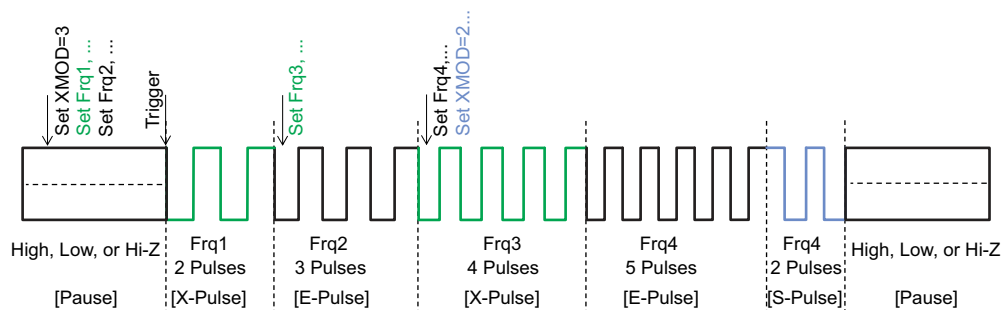 Set XMOD=3
Set Frq1, ...
Set Frq2, ...
Trigger
Set Frq3, ...
Set Frq4,...
Set XMOD=2...
High, Low, or Hi-Z
[Pause]
Frq1
2 Pulses
[X-Pulse]
Frq2
3 Pulses
[E-Pulse]
Frq3
4 Pulses
[X-Pulse]
Frq4
5 Pulses
[E-Pulse]
Frq4
2 Pulses
[S-Pulse]
High, Low, or Hi-Z
[Pause]